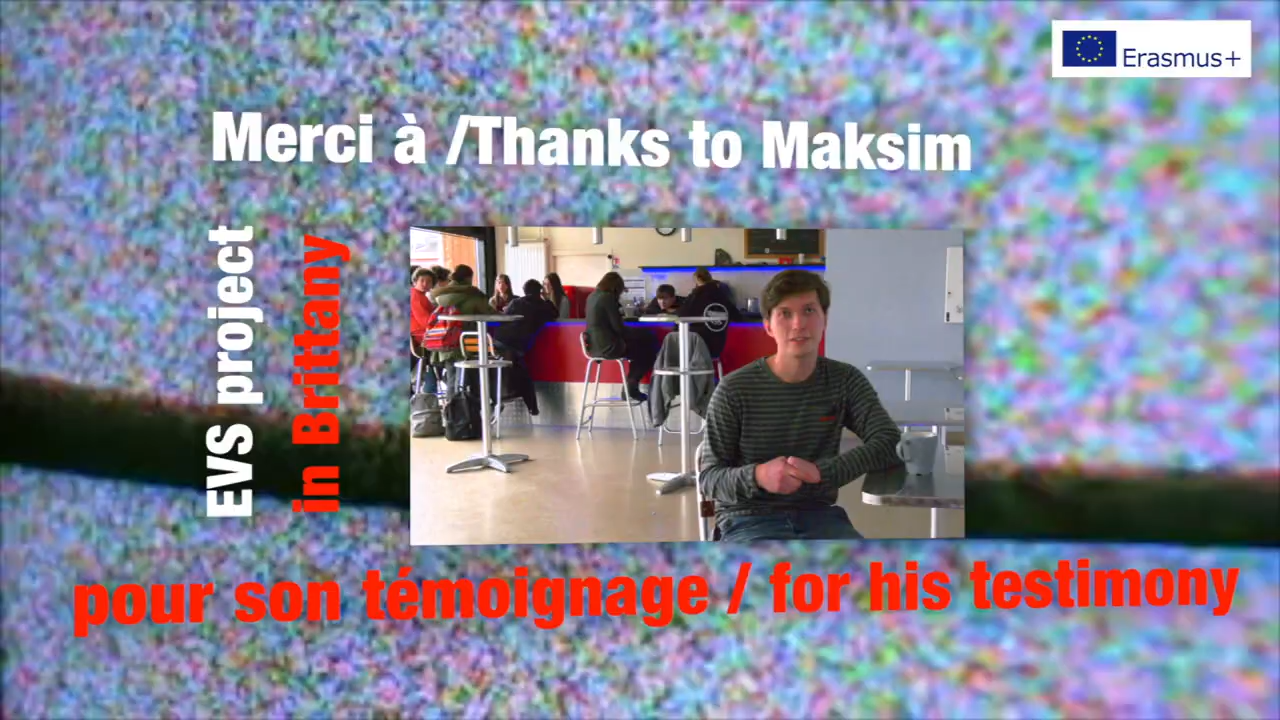 Erasmus+
Merci à /Thanks to Maksim
EVS project
in Brittany
pour son témoignage / for his testimony